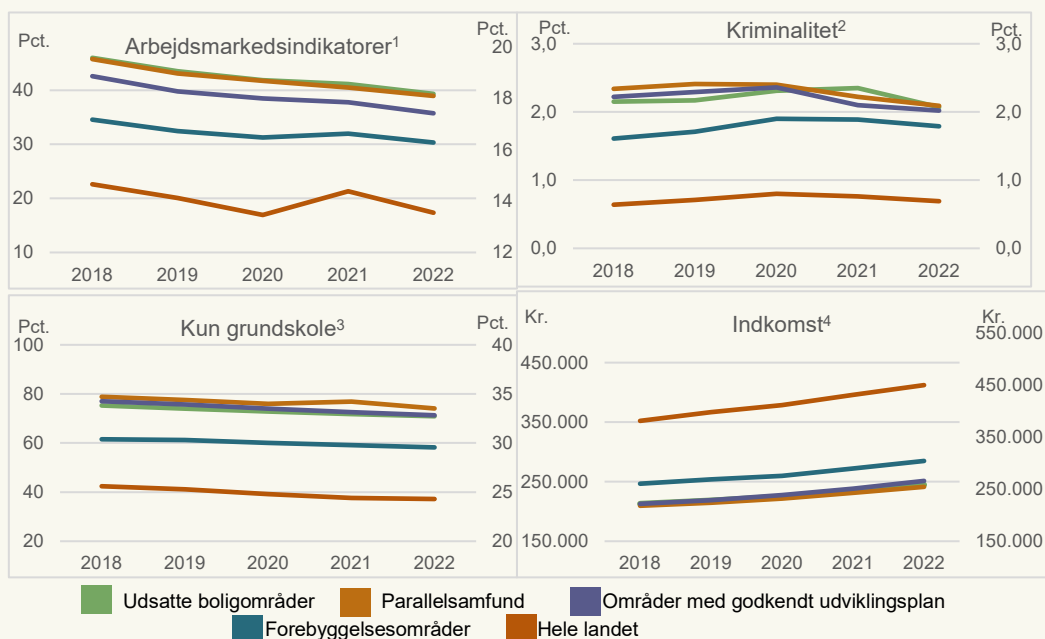 Arbejdsmarkedsindikatorer¹
Pct.
40
30
20
10
Pct.
20
18
16
14
12
2018 2019 2020 2021 2022
Kriminalitet²
Pct.
3,0
2,0
1,0
0,0
Pct.
3,0
2,0
1,0
0,0
2018 2019 2020 2021 2022
Kun grundskole³
Pct.
100
80
60
40
20
Pct.
40
35
30
25
20
2018 2019 2020 2021 2022
Indkomst⁴
Kr.
450.000
350.000
250.000
150.000
Kr.
550.000
450.000
350.000
250.000
150.000
2018 2019 2020 2021 2022
Udsatte boligområder Parallelsamfund Områder med godkendt udviklingsplan
Forebyggelsesområder Hele landet